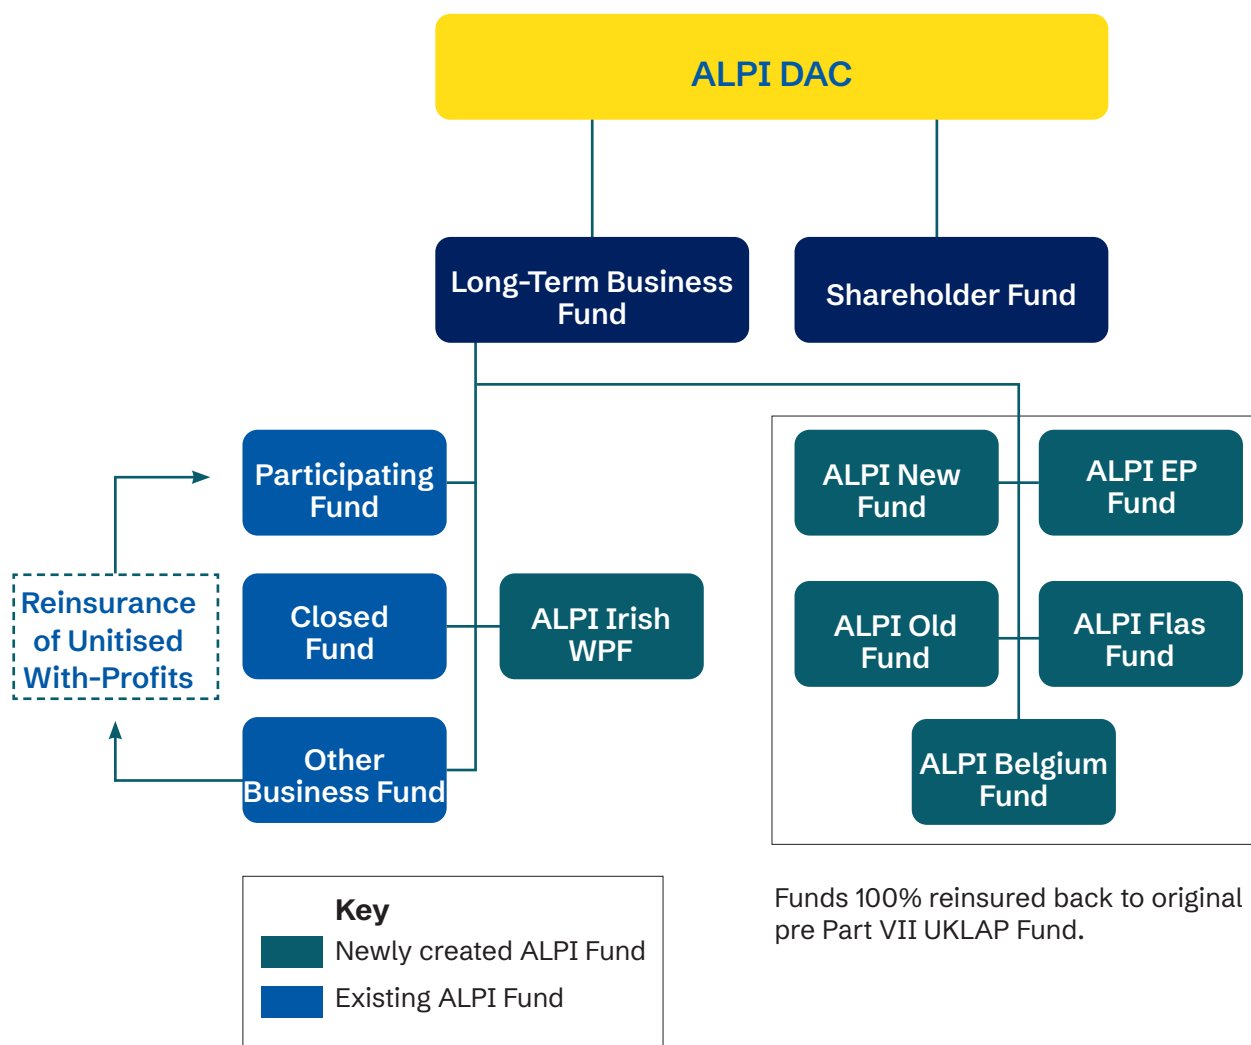 ALPI DAC
Long-Term Business
Fund
Shareholder Fund
Participating
Fund
ALPI New
Fund
ALPI EP
Fund
Reinsurance
of Unitised
With-Profits
Closed
Fund
ALPI Irish
WPF
ALPI Old
Fund
ALPI Flas
Fund
Other
Business Fund
ALPI Belgium
Fund
Key
Newly created ALPI Fund
Existing ALPI Fund
Funds 100% reinsured back to original
pre Part VII UKLAP Fund.